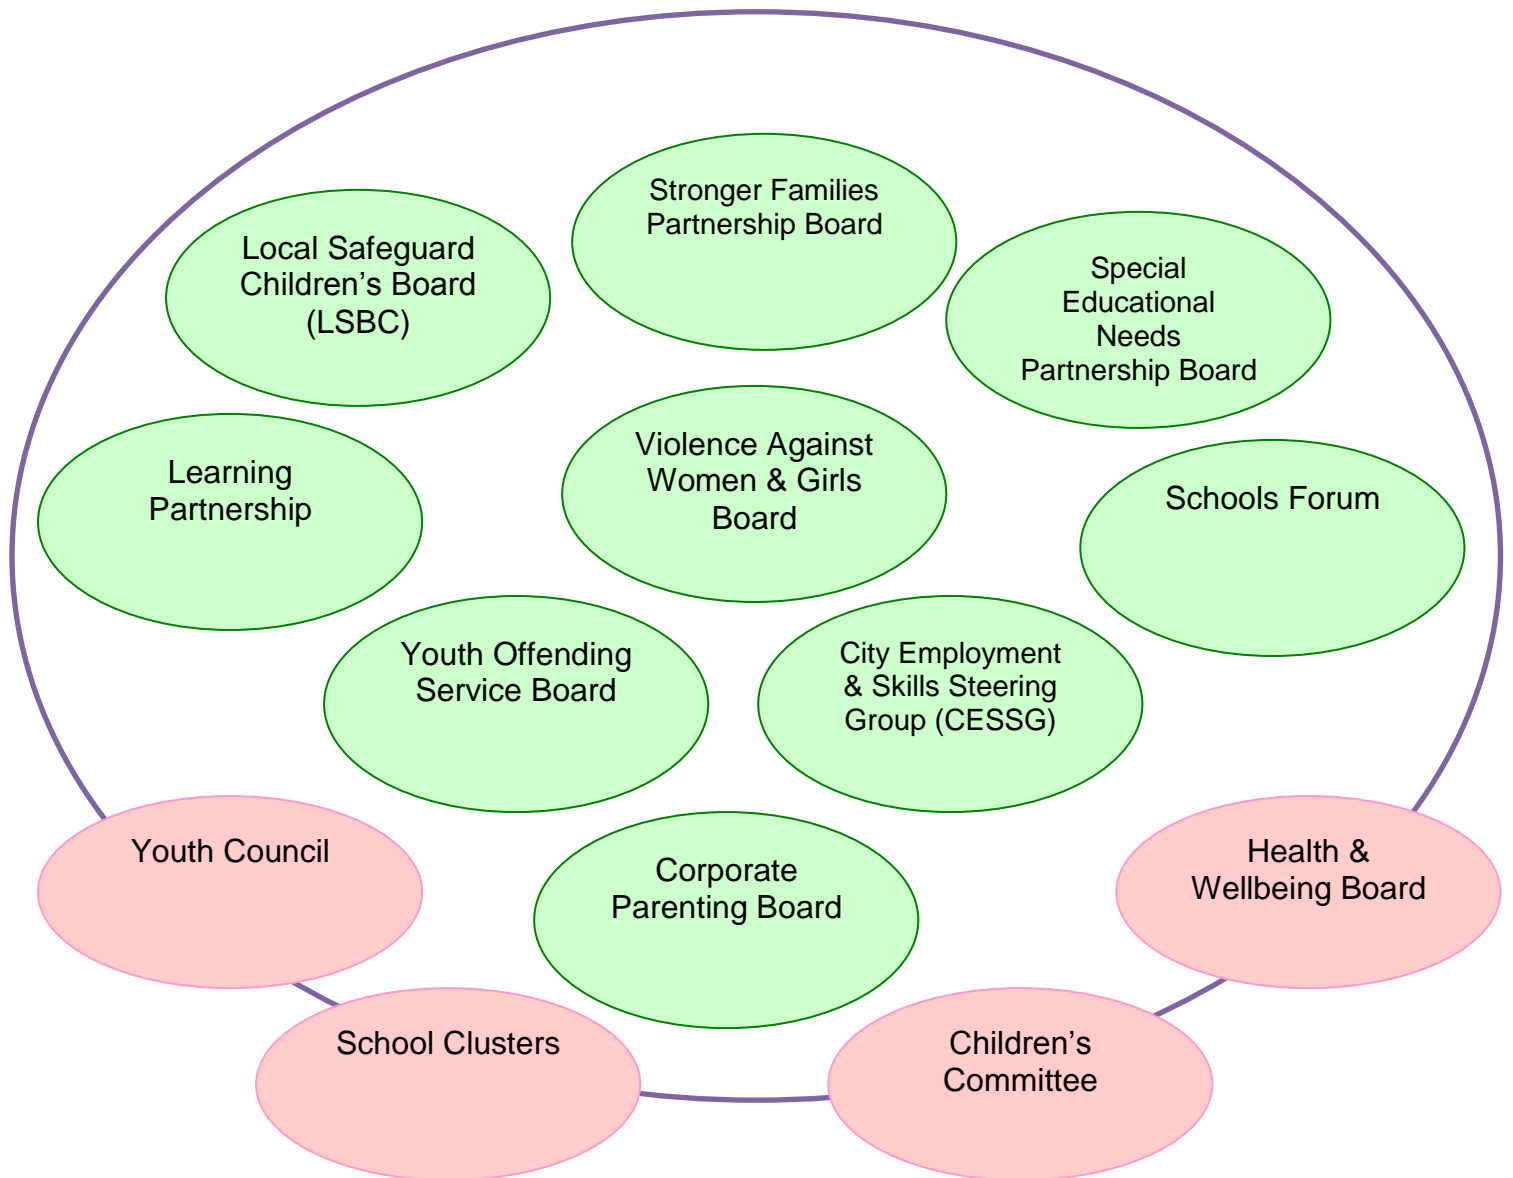 Stronger Families
Partnership Board
Local Safeguard
Children’s Board
(LSBC)
Special
Educational
Needs
Partnership Board
Learning
Partnership
Violence Against
Women & Girls
Board
Schools Forum
Youth Offending
Service Board
City Employment
& Skills Steering
Group (CESSG)
Youth Council
Corporate
Parenting Board
Health &
Wellbeing Board
School Clusters
Children’s
Committee